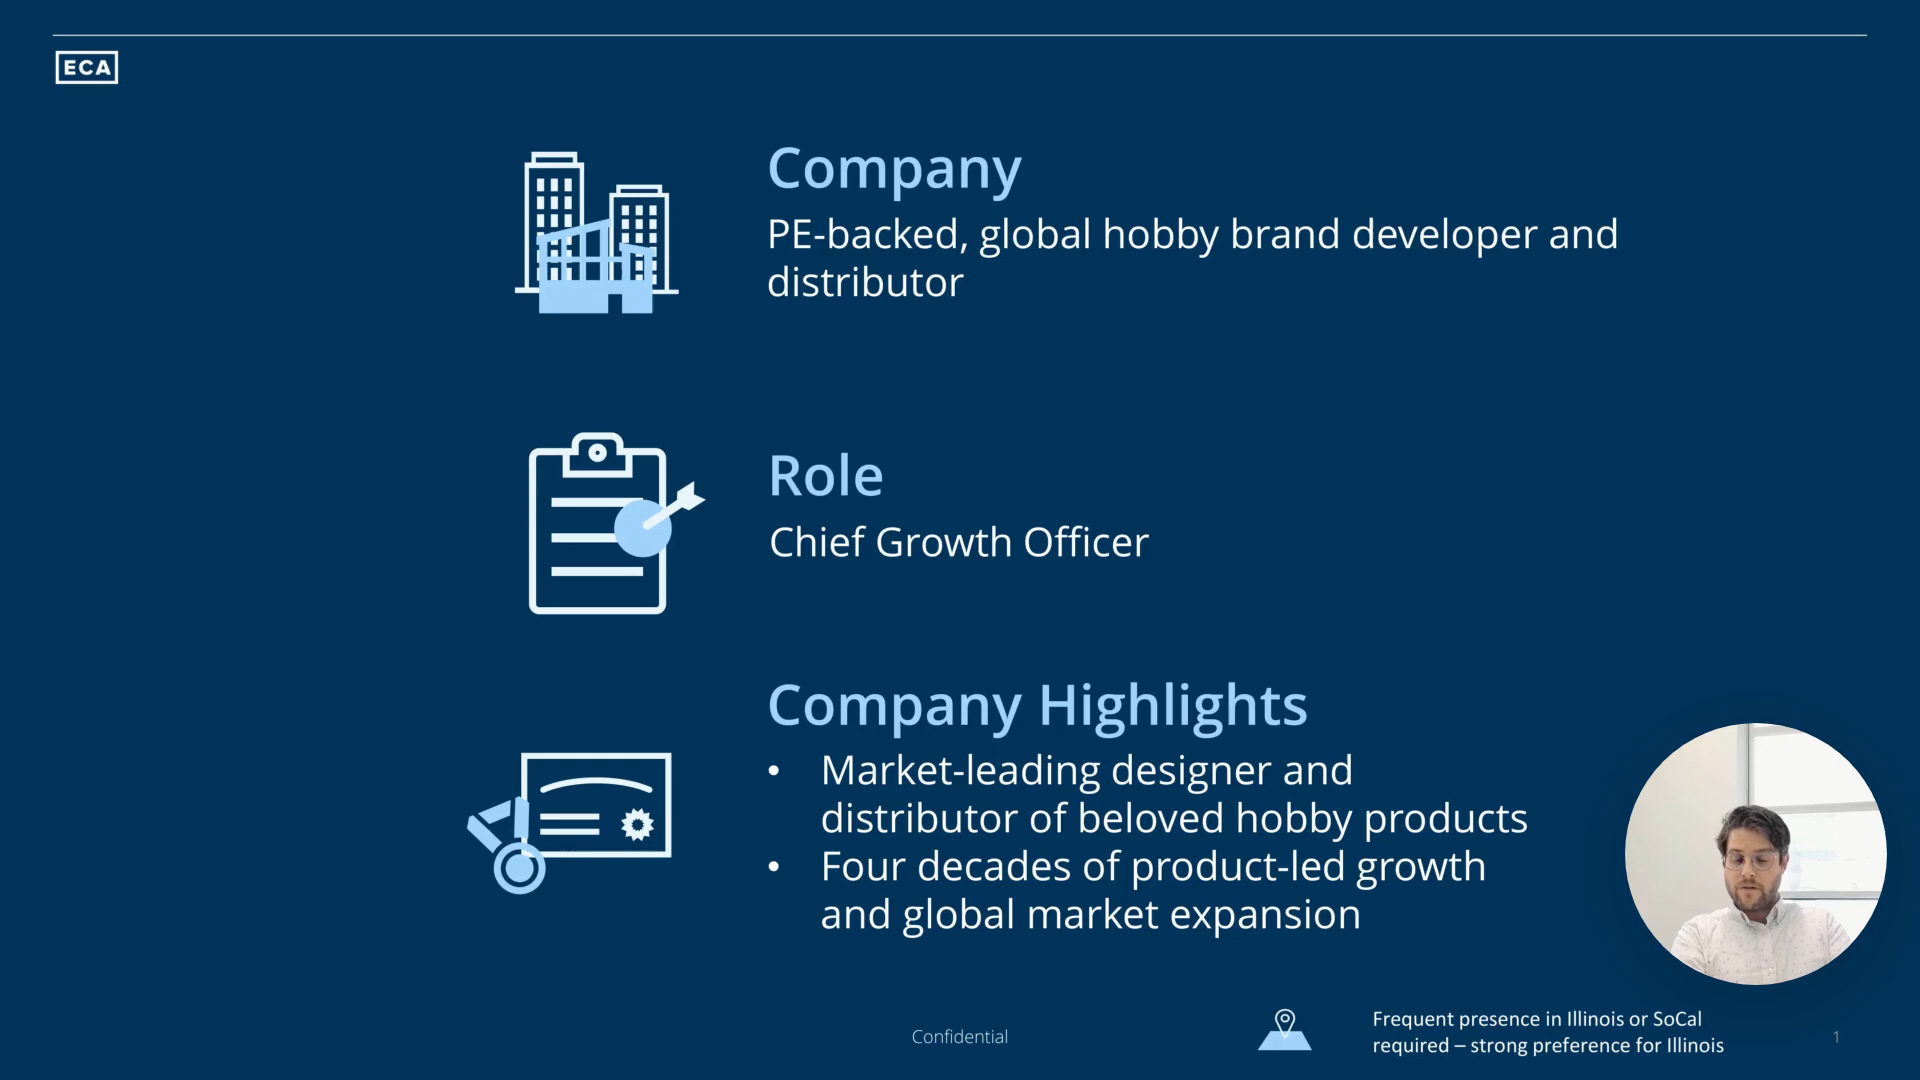 ECA
Company
PE-backed, global hobby brand developer and
distributor
Role
Chief Growth Officer
Company Highlights
• Market-leading designer and
distributor of beloved hobby products
• Four decades of product-led growth
and global market expansion
Confidential
Frequent presence in Illinois or SoCal
required – strong preference for Illinois
1